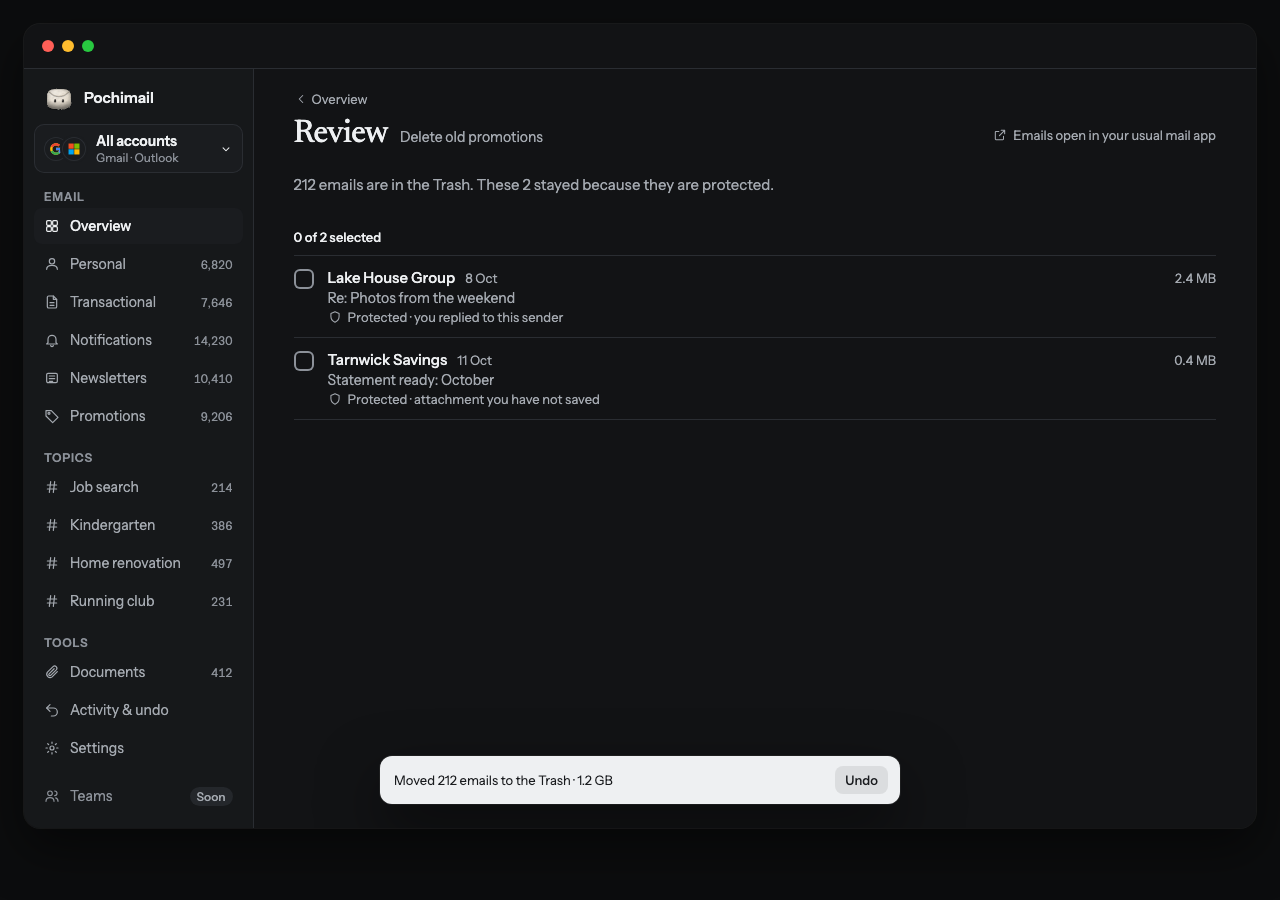 Pochimail
All accounts
Gmail · Outlook
EMAIL
Overview
Personal 6,820
Transactional 7,646
Notifications 14,230
Newsletters 10,410
Promotions 9,206
TOPICS
Job search 214
Kindergarten 386
Home renovation 497
Running club 231
TOOLS
Documents 412
Activity & undo
Settings
Teams Soon
Overview
Review Delete old promotions
Emails open in your usual mail app
212 emails are in the Trash. These 2 stayed because they are protected.
0 of 2 selected
Lake House Group 8 Oct 2.4 MB
Re: Photos from the weekend
Protected · you replied to this sender
Tarnwick Savings 11 Oct 0.4 MB
Statement ready: October
Protected · attachment you have not saved
Moved 212 emails to the Trash · 1.2 GB Undo